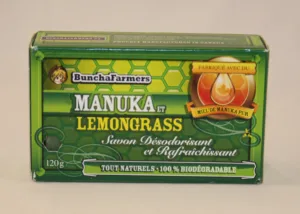 BunchaFarmers
FABRIQUÉ AVEC DU
MIEL DE MANUKA PUR
MANUKA ET
LEMONGRASS
Savon Désodorisant
et Rafraîchissant
120g
TOUT NATURELS - 100 % BIODÉGRADABLE